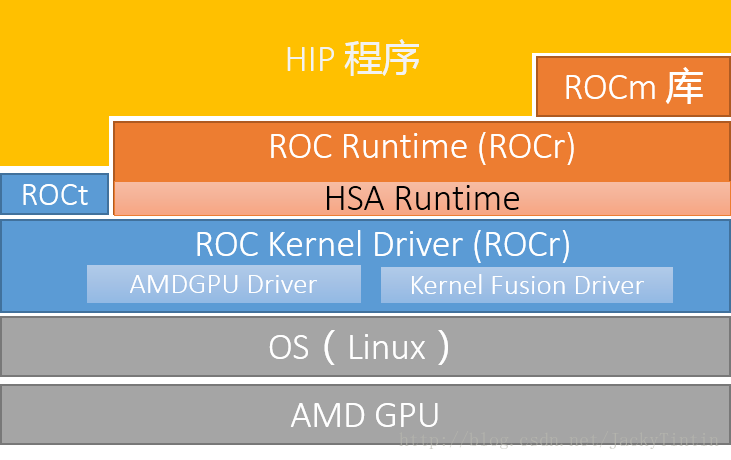 HIP 程序
ROCm 库
ROC Runtime (ROCr)
ROCt
HSA Runtime
ROC Kernel Driver (ROCr)
AMDGPU Driver
Kernel Fusion Driver
OS（Linux）
AMD GPU
http://blog.csdn.net/JackyTintin